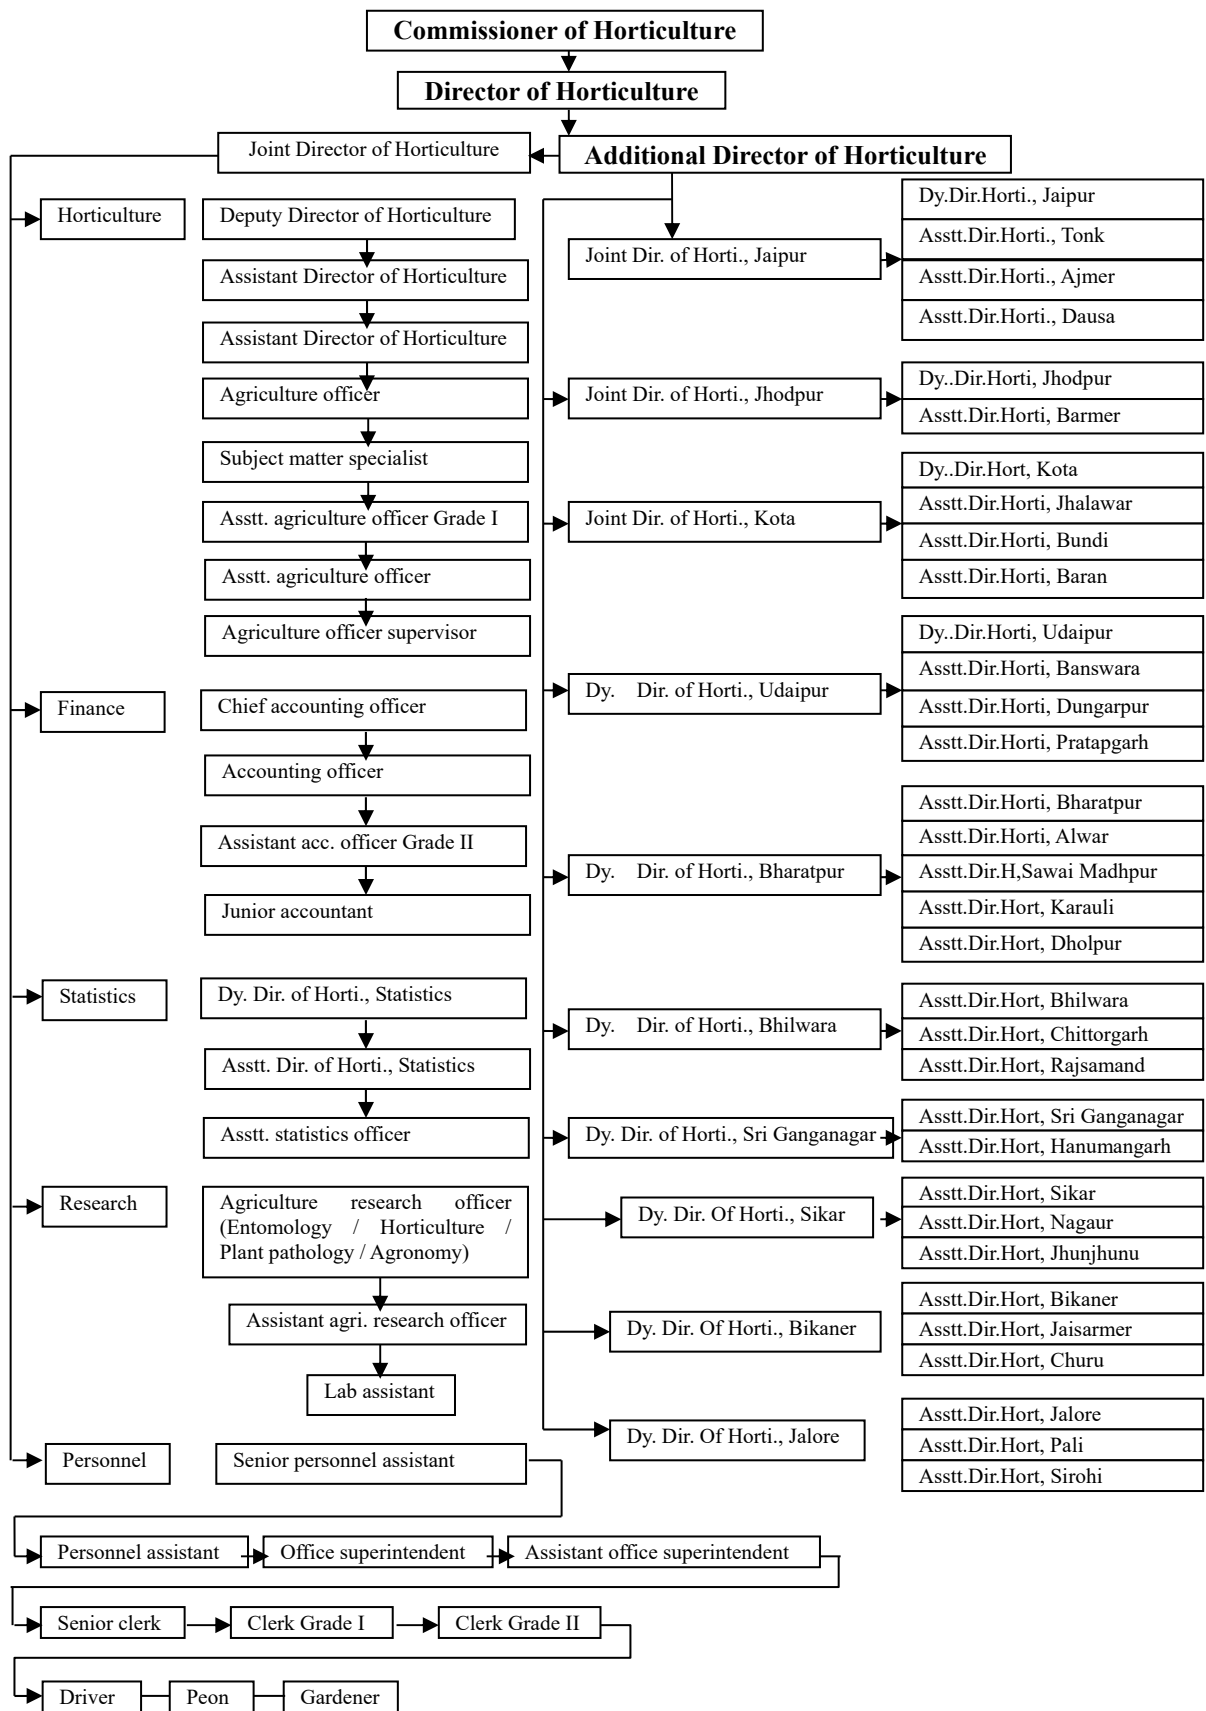 Commissioner of Horticulture
Director of Horticulture
Joint Director of Horticulture
Additional Director of Horticulture
Horticulture
Deputy Director of Horticulture
Assistant Director of Horticulture
Assistant Director of Horticulture
Agriculture officer
Subject matter specialist
Asstt. agriculture officer Grade I
Asstt. agriculture officer
Agriculture officer supervisor
Finance
Chief accounting officer
Accounting officer
Assistant acc. officer Grade II
Junior accountant
Statistics
Dy. Dir. of Horti., Statistics
Asstt. Dir. of Horti., Statistics
Asstt. statistics officer
Research
Agriculture research officer
(Entomology / Horticulture /
Plant pathology / Agronomy)
Assistant agri. research officer
Lab assistant
Personnel
Senior personnel assistant
Joint Dir. of Horti., Jaipur
Dy.Dir.Horti., Jaipur
Asstt.Dir.Horti., Tonk
Asstt.Dir.Horti., Ajmer
Asstt.Dir.Horti., Dausa
Joint Dir. of Horti., Jhodpur
Dy..Dir.Horti, Jhodpur
Asstt.Dir.Horti, Barmer
Joint Dir. of Horti., Kota
Dy..Dir.Hort, Kota
Asstt.Dir.Horti, Jhalawar
Asstt.Dir.Horti, Bundi
Asstt.Dir.Horti, Baran
Dy. Dir. of Horti., Udaipur
Dy..Dir.Horti, Udaipur
Asstt.Dir.Horti, Banswara
Asstt.Dir.Horti, Dungarpur
Asstt.Dir.Horti, Pratapgarh
Dy. Dir. of Horti., Bharatpur
Asstt.Dir.Horti, Bharatpur
Asstt.Dir.Horti, Alwar
Asstt.Dir.H,Sawai Madhpur
Asstt.Dir.Hort, Karauli
Asstt.Dir.Hort, Dholpur
Dy. Dir. of Horti., Bhilwara
Asstt.Dir.Hort, Bhilwara
Asstt.Dir.Hort, Chittorgarh
Asstt.Dir.Hort, Rajsamand
Dy. Dir. of Horti., Sri Ganganagar
Asstt.Dir.Hort, Sri Ganganagar
Asstt.Dir.Hort, Hanumangarh
Dy. Dir. Of Horti., Sikar
Asstt.Dir.Hort, Sikar
Asstt.Dir.Hort, Nagaur
Asstt.Dir.Hort, Jhunjhunu
Dy. Dir. Of Horti., Bikaner
Asstt.Dir.Hort, Bikaner
Asstt.Dir.Hort, Jaisarmer
Asstt.Dir.Hort, Churu
Dy. Dir. Of Horti., Jalore
Asstt.Dir.Hort, Jalore
Asstt.Dir.Hort, Pali
Asstt.Dir.Hort, Sirohi
Personnel assistant
Office superintendent
Assistant office superintendent
Senior clerk
Clerk Grade I
Clerk Grade II
Driver
Peon
Gardener